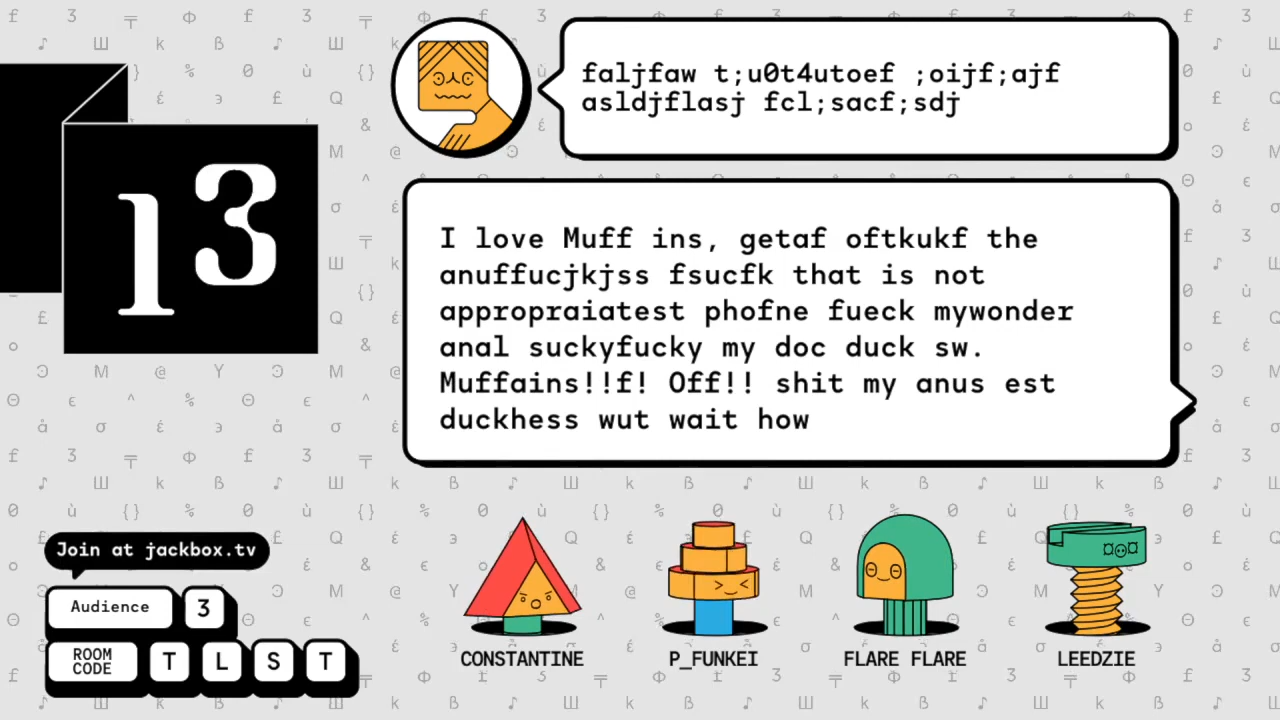 faljfaw t;u0t4utoef ;oijf;ajf
asldjflasj fcl;sacf;sdj
13
I love Muff ins, getaf oftkukf the
anuffucjkjss fsucfk that is not
appropraiatest phofne fueck mywonder
anal suckyfucky my doc duck sw.
Muffains!!f! Off!! shit my anus est
duckhess wut wait how
Join at jackbox.tv
Audience 3
ROOM CODE T L S T
CONSTANTINE P_FUNKEI FLARE FLARE LEEDZIE